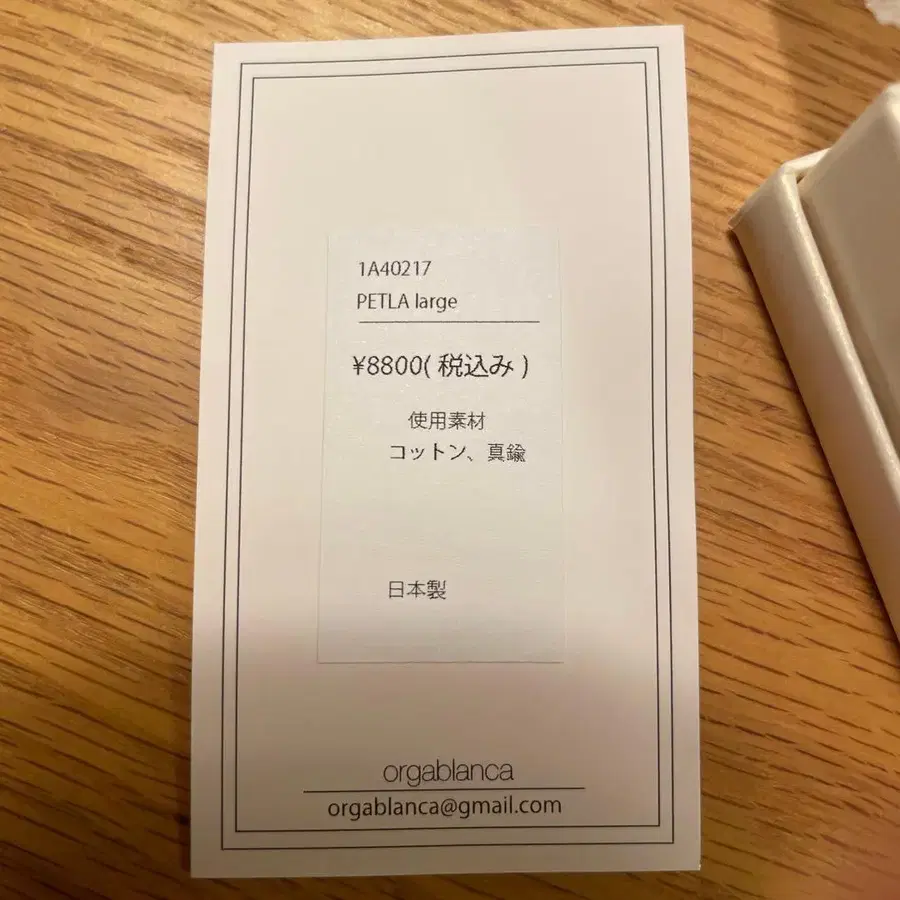 1A40217
PETLA large
¥8800(税込み)
使用素材
コットン、真鍮
日本製
orgablanca
orgablanca@gmail.com